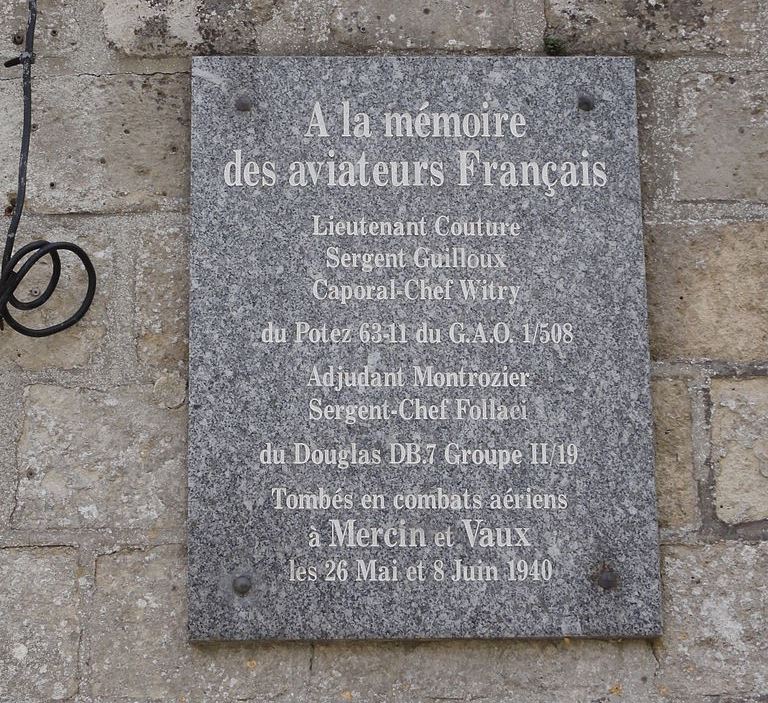 A la mémoire
des aviateurs Français
Lieutenant Couture
Sergent Guilloux
Caporal-Chef Witry
du Potez 63-11 du G.A.O. 1/508
Adjudant Montrozier
Sergent-Chef Follaci
du Douglas DB.7 Groupe II/19
Tombés en combats aériens
à Mercin et Vaux
les 26 Mai et 8 Juin 1940